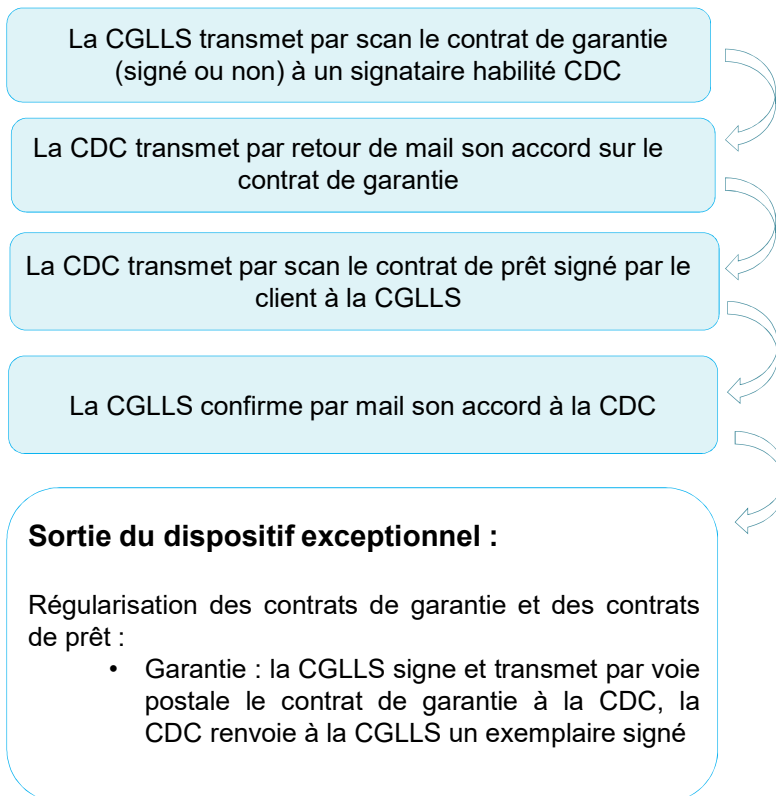 La CGLLS transmet par scan le contrat de garantie
(signé ou non) à un signataire habilité CDC
La CDC transmet par retour de mail son accord sur le
contrat de garantie
La CDC transmet par scan le contrat de prêt signé par le
client à la CGLLS
La CGLLS confirme par mail son accord à la CDC
Sortie du dispositif exceptionnel :
Régularisation des contrats de garantie et des contrats
de prêt :
• Garantie : la CGLLS signe et transmet par voie
postale le contrat de garantie à la CDC, la
CDC renvoie à la CGLLS un exemplaire signé